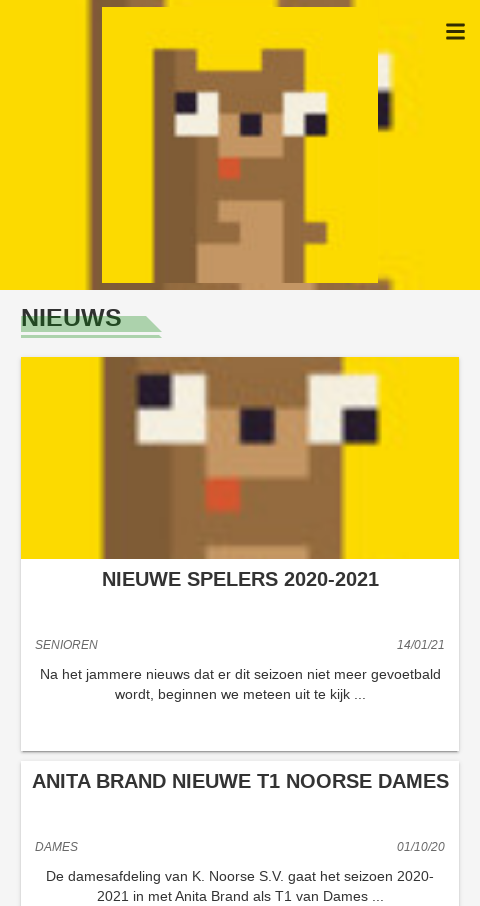 NIEUWS
NIEUWE SPELERS 2020-2021
SENIOREN 14/01/21
Na het jammere nieuws dat er dit seizoen niet meer gevoetbald
wordt, beginnen we meteen uit te kijk ...
ANITA BRAND NIEUWE T1 NOORSE DAMES
DAMES 01/10/20
De damesafdeling van K. Noorse S.V. gaat het seizoen 2020-
2021 in met Anita Brand als T1 van Dames ...